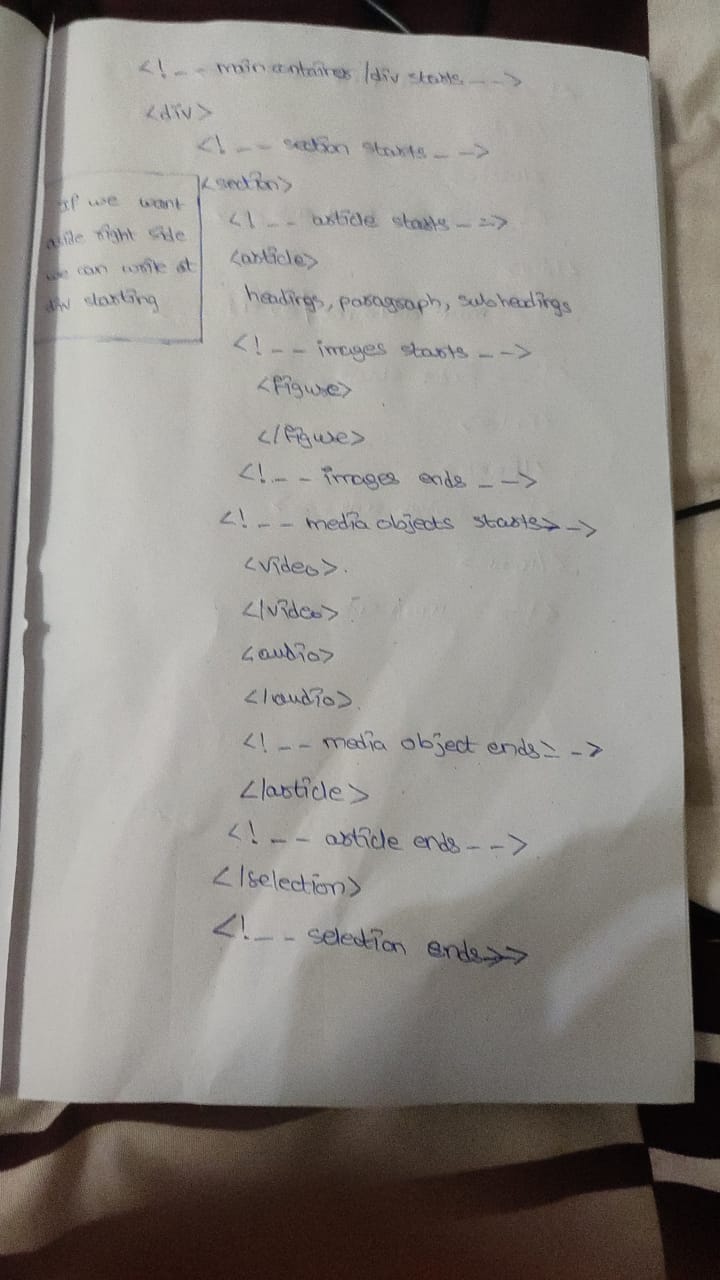 <!-- - main container /div starts - - ->
<div>
<! - - section starts - - ->
<section>
If we want
aside right side
we can write at
div starting
<! - - article starts - - ->
<article>
headings, paragraph, subheadings
<! - - images starts - - ->
<figure>
</figure>
<! - - images ends - - ->
<! - - media objects starts - ->
<video>.
</video>
<audio>
</audio>.
<! - - media object ends - - ->
</article>
<! - - article ends - - ->
</selection>
<! - - selection ends - ->